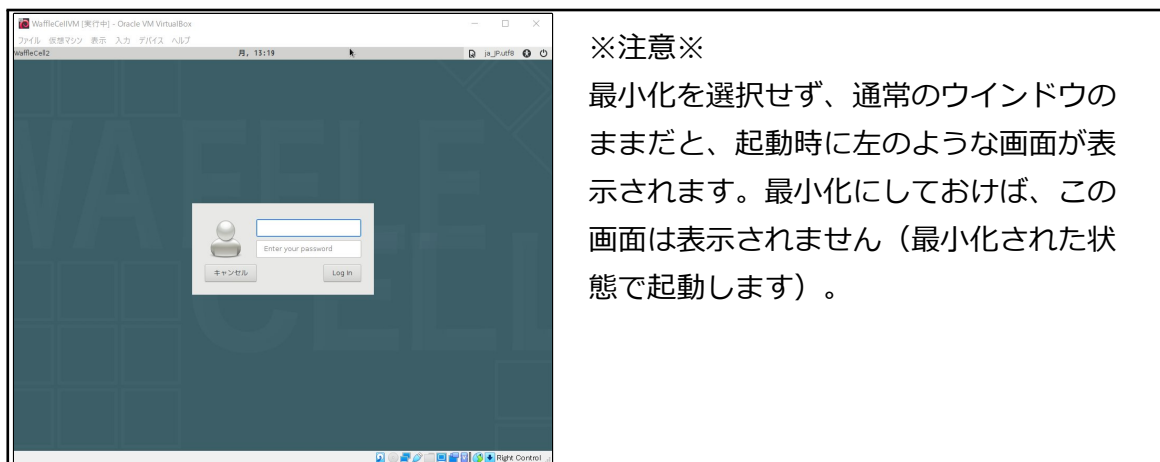 WaffleCellVM [実行中] - Oracle VM VirtualBox
ファイル 仮想マシン 表示 入力 デバイス ヘルプ
WaffleCell2 月, 13:19 ja_JP.utf8
WAFFLE
CELL
Enter your password
キャンセル Log In
Right Control
※注意※
最小化を選択せず、通常のウインドウの
ままだと、起動時に左のような画面が表
示されます。最小化にしておけば、この
画面は表示されません（最小化された状
態で起動します）。